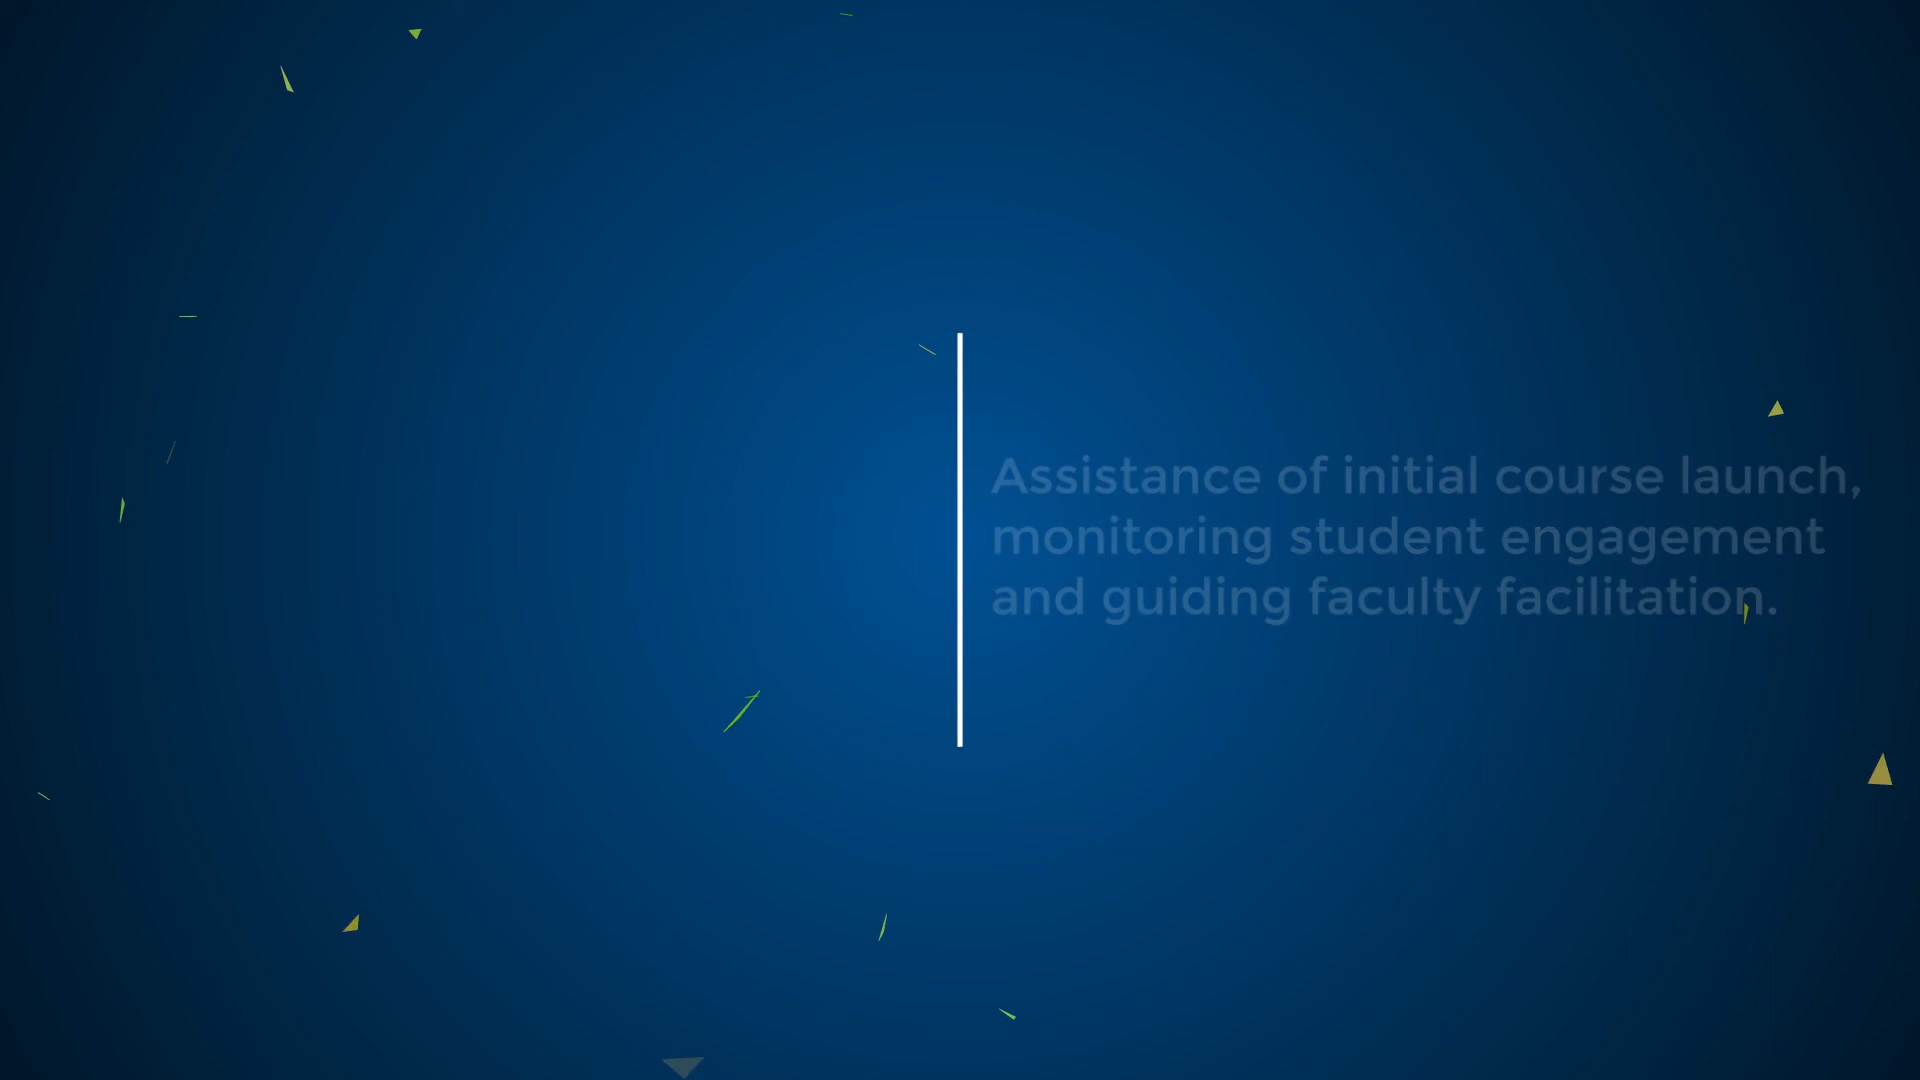 Assistance of initial course launch,
monitoring student engagement
and guiding faculty facilitation.